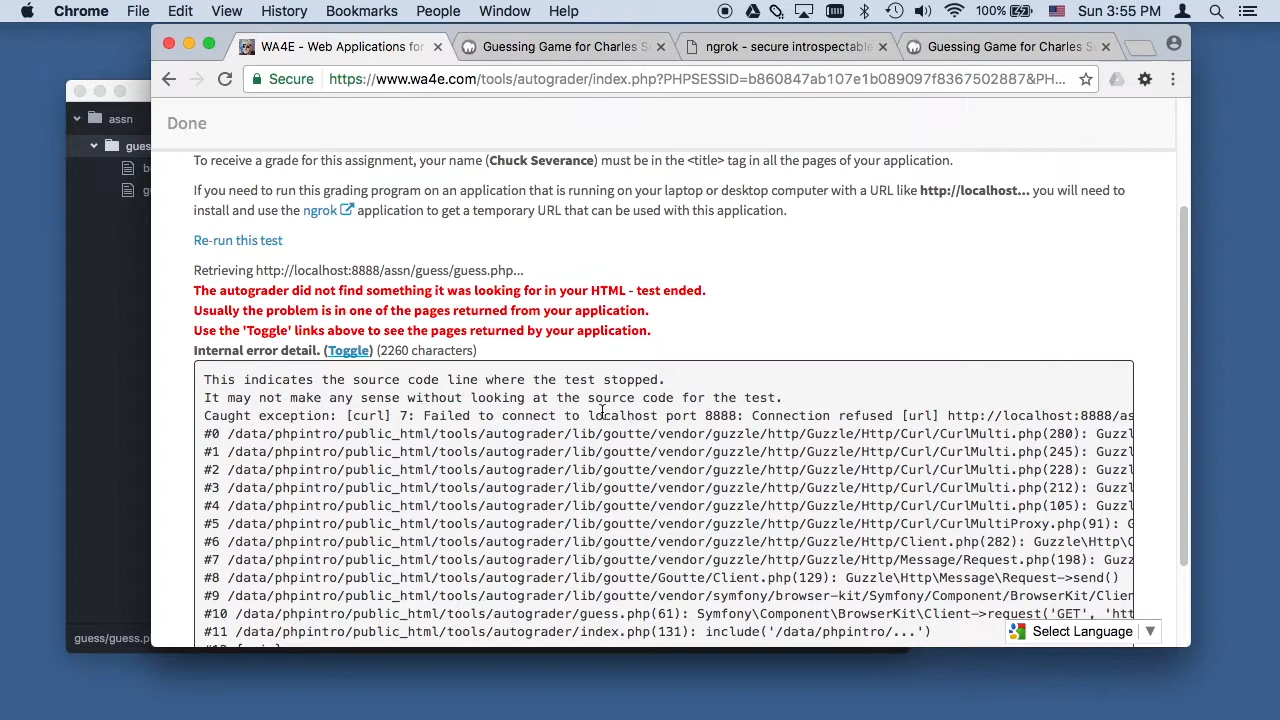 Chrome File Edit View History Bookmarks People Window Help 100% Sun 3:55 PM
WA4E - Web Applications for
Guessing Game for Charles S
ngrok - secure introspectable
Guessing Game for Charles S
Secure https://www.wa4e.com/tools/autograder/index.php?PHPSESSID=b860847ab107e1b089097f8367502887&PH...
assn
gues
b
g
guess/guess.p
Done
To receive a grade for this assignment, your name (Chuck Severance) must be in the <title> tag in all the pages of your application.
If you need to run this grading program on an application that is running on your laptop or desktop computer with a URL like http://localhost... you will need to
install and use the ngrok application to get a temporary URL that can be used with this application.
Re-run this test
Retrieving http://localhost:8888/assn/guess/guess.php...
The autograder did not find something it was looking for in your HTML - test ended.
Usually the problem is in one of the pages returned from your application.
Use the 'Toggle' links above to see the pages returned by your application.
Internal error detail. (Toggle) (2260 characters)
This indicates the source code line where the test stopped.
It may not make any sense without looking at the source code for the test.
Caught exception: [curl] 7: Failed to connect to localhost port 8888: Connection refused [url] http://localhost:8888/as
#0 /data/phpintro/public_html/tools/autograder/lib/goutte/vendor/guzzle/http/Guzzle/Http/Curl/CurlMulti.php(280): Guzzl
#1 /data/phpintro/public_html/tools/autograder/lib/goutte/vendor/guzzle/http/Guzzle/Http/Curl/CurlMulti.php(245): Guzzl
#2 /data/phpintro/public_html/tools/autograder/lib/goutte/vendor/guzzle/http/Guzzle/Http/Curl/CurlMulti.php(228): Guzzl
#3 /data/phpintro/public_html/tools/autograder/lib/goutte/vendor/guzzle/http/Guzzle/Http/Curl/CurlMulti.php(212): Guzzl
#4 /data/phpintro/public_html/tools/autograder/lib/goutte/vendor/guzzle/http/Guzzle/Http/Curl/CurlMulti.php(105): Guzzl
#5 /data/phpintro/public_html/tools/autograder/lib/goutte/vendor/guzzle/http/Guzzle/Http/Curl/CurlMultiProxy.php(91): G
#6 /data/phpintro/public_html/tools/autograder/lib/goutte/vendor/guzzle/http/Guzzle/Http/Client.php(282): Guzzle\Http\C
#7 /data/phpintro/public_html/tools/autograder/lib/goutte/vendor/guzzle/http/Guzzle/Http/Message/Request.php(198): Guzz
#8 /data/phpintro/public_html/tools/autograder/lib/goutte/Goutte/Client.php(129): Guzzle\Http\Message\Request->send()
#9 /data/phpintro/public_html/tools/autograder/lib/goutte/vendor/symfony/browser-kit/Symfony/Component/BrowserKit/Clien
#10 /data/phpintro/public_html/tools/autograder/guess.php(61): Symfony\Component\BrowserKit\Client->request('GET', 'htt
#11 /data/phpintro/public_html/tools/autograder/index.php(131): include('/data/phpintro/...')
Select Language